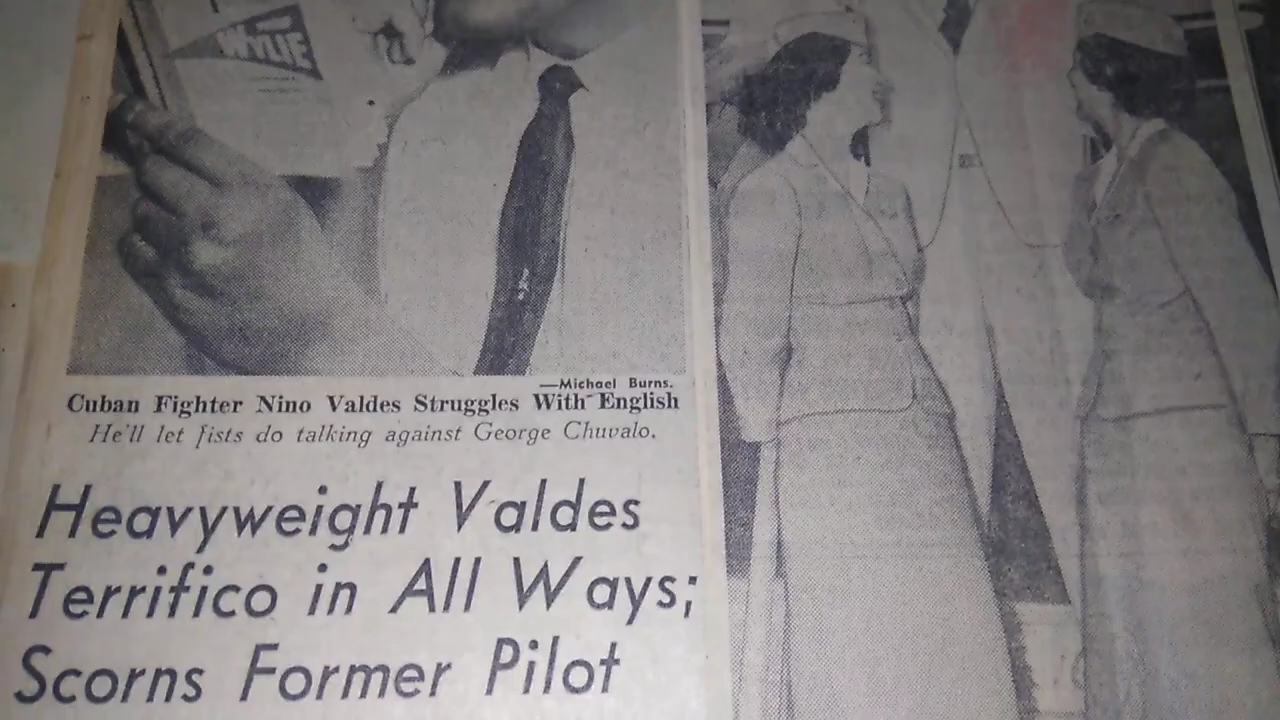 WYLIE
—Michael Burns.
Cuban Fighter Nino Valdes Struggles With English
He'll let fists do talking against George Chuvalo.
Heavyweight Valdes
Terrifico in All Ways;
Scorns Former Pilot